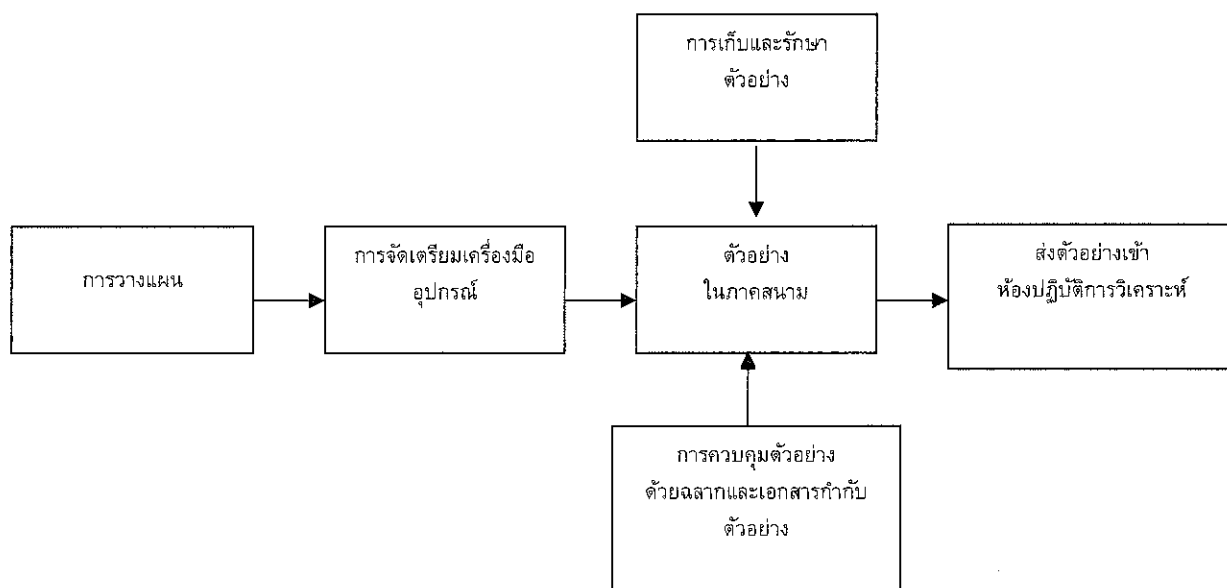 การเก็บและรักษา
ตัวอย่าง
การวางแผน
การจัดเตรียมเครื่องมือ
อุปกรณ์
ตัวอย่าง
ในภาคสนาม
ส่งตัวอย่างเข้า
ห้องปฏิบัติการวิเคราะห์
การควบคุมตัวอย่าง
ด้วยฉลากและเอกสารกำกับ
ตัวอย่าง